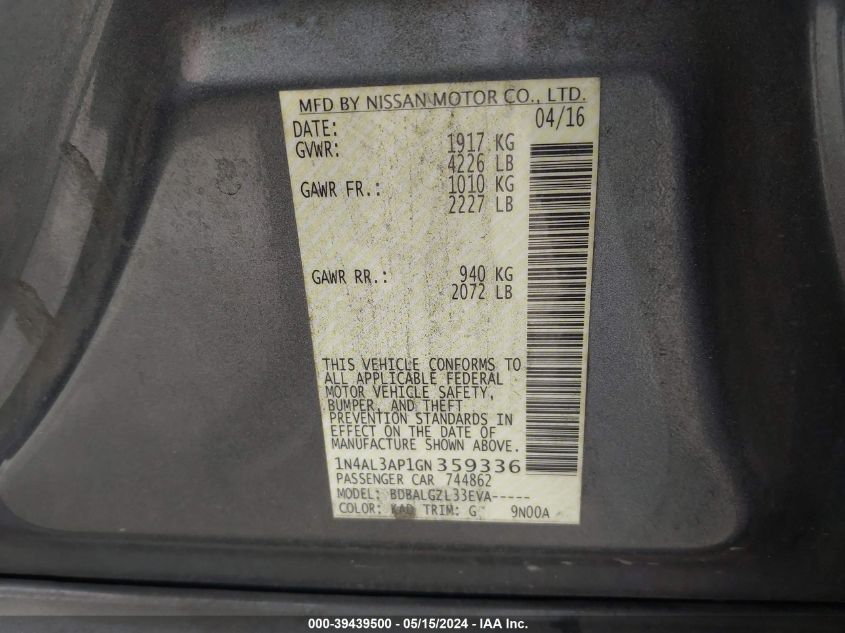 MFD BY NISSAN MOTOR CO., LTD.
DATE: 04/16
GVWR: 1917 KG
4226 LB
GAWR FR.: 1010 KG
2227 LB
GAWR RR.: 940 KG
2072 LB
THIS VEHICLE CONFORMS TO
ALL APPLICABLE FEDERAL
MOTOR VEHICLE SAFETY,
BUMPER, AND THEFT
PREVENTION STANDARDS IN
EFFECT ON THE DATE OF
MANUFACTURE SHOWN ABOVE.
1N4AL3AP1GN359336
PASSENGER CAR 744862
MODEL: BDBALGZL33EVA-----
COLOR: KAD TRIM: G 9N00A
000-39439500 - 05/15/2024 - COPYRIGHT IAA, Inc.